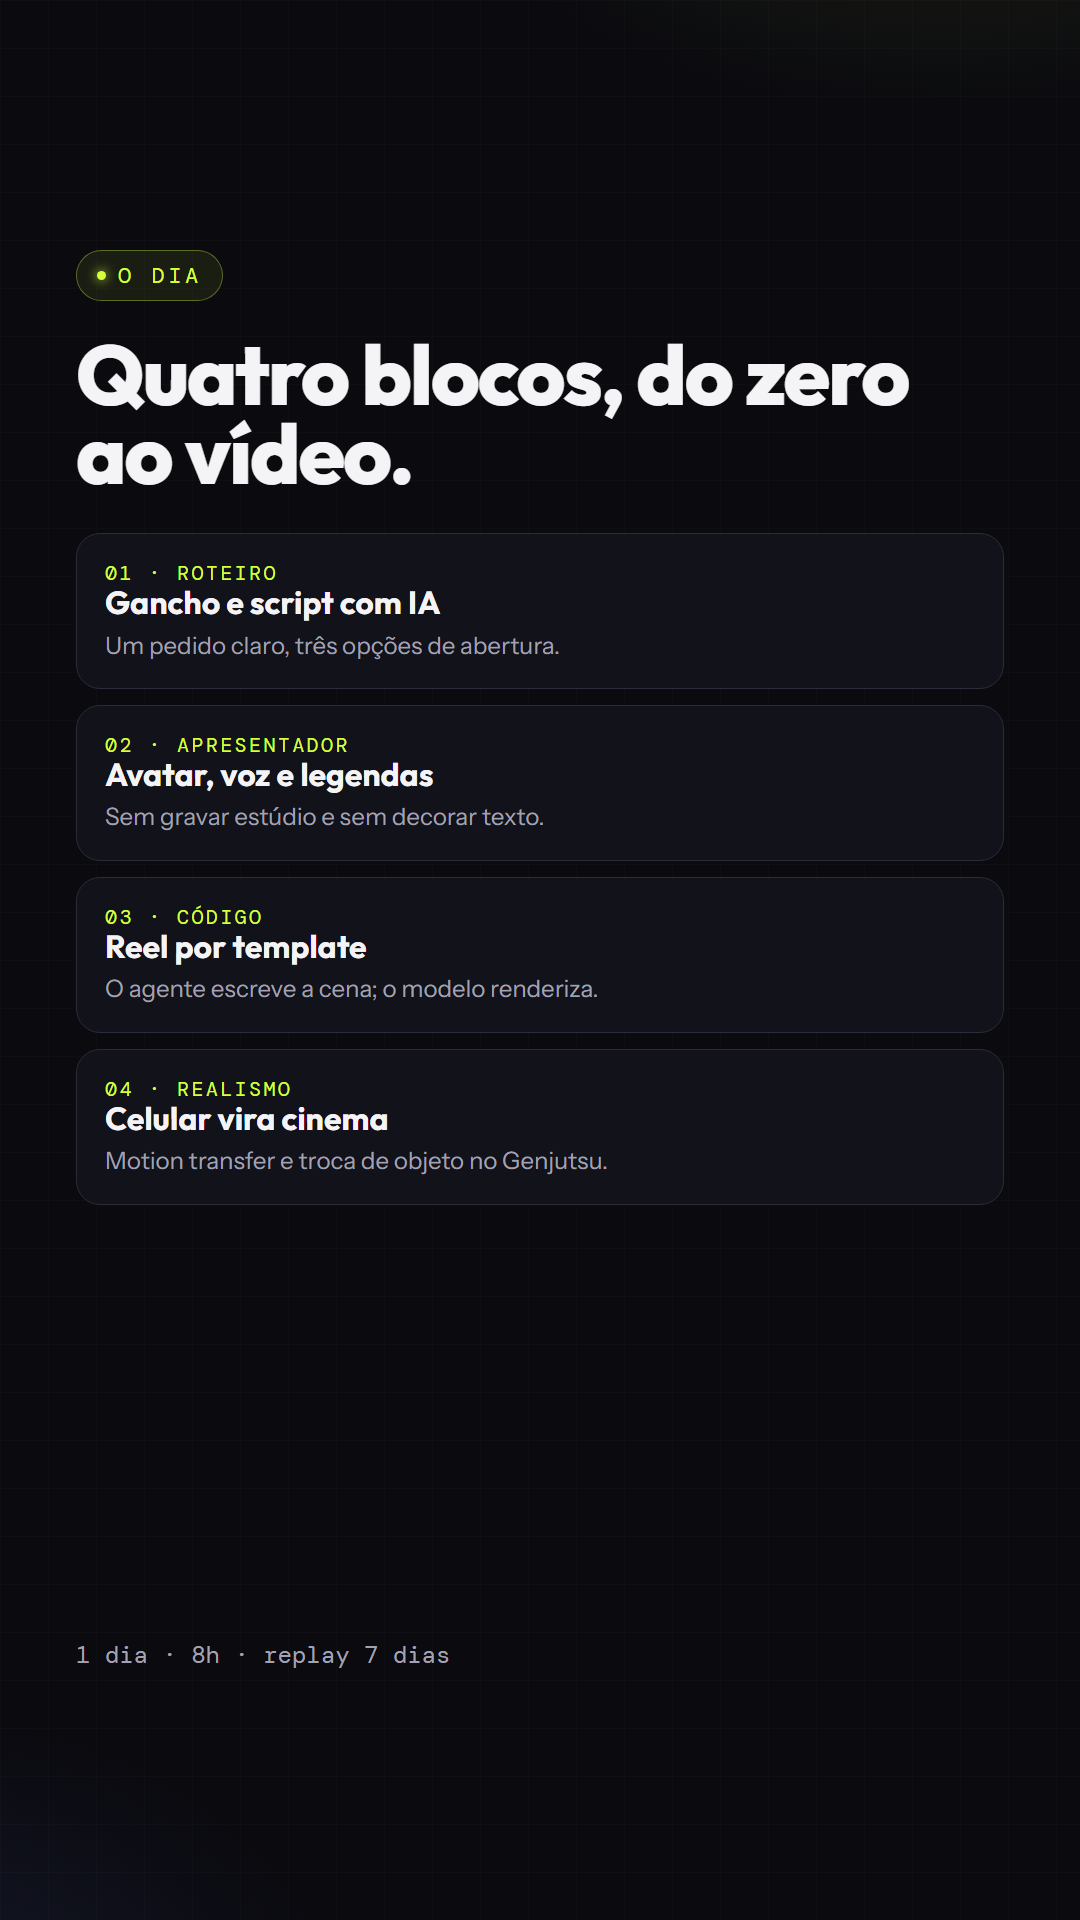 O DIA
Quatro blocos, do zero
ao vídeo.
01 · ROTEIRO
Gancho e script com IA
Um pedido claro, três opções de abertura.
02 · APRESENTADOR
Avatar, voz e legendas
Sem gravar estúdio e sem decorar texto.
03 · CÓDIGO
Reel por template
O agente escreve a cena; o modelo renderiza.
04 · REALISMO
Celular vira cinema
Motion transfer e troca de objeto no Genjutsu.
1 dia · 8h · replay 7 dias